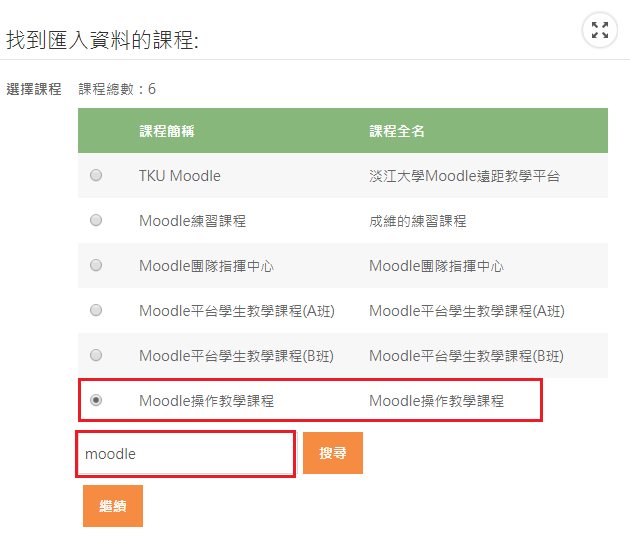 找到匯入資料的課程:
選擇課程 課程總數：6
課程簡稱 課程全名
TKU Moodle 淡江大學Moodle遠距教學平台
Moodle練習課程 成維的練習課程
Moodle團隊指揮中心 Moodle團隊指揮中心
Moodle平台學生教學課程(A班) Moodle平台學生教學課程(A班)
Moodle平台學生教學課程(B班) Moodle平台學生教學課程(B班)
Moodle操作教學課程 Moodle操作教學課程
moodle 搜尋
繼續